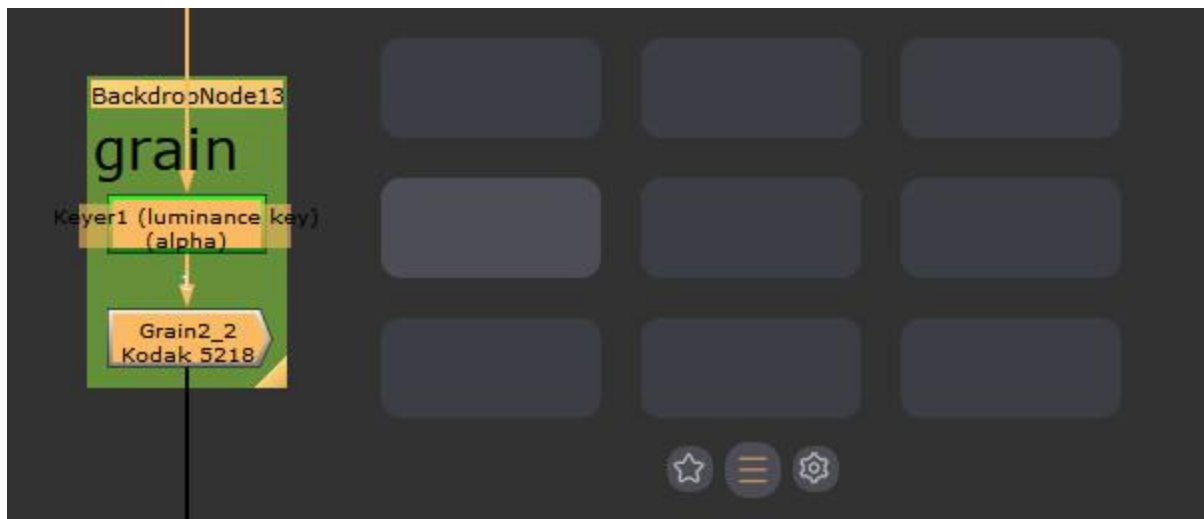 BackdropNode13
grain
Keyer1 (luminance key)
(alpha)
1
Grain2_2
Kodak 5218